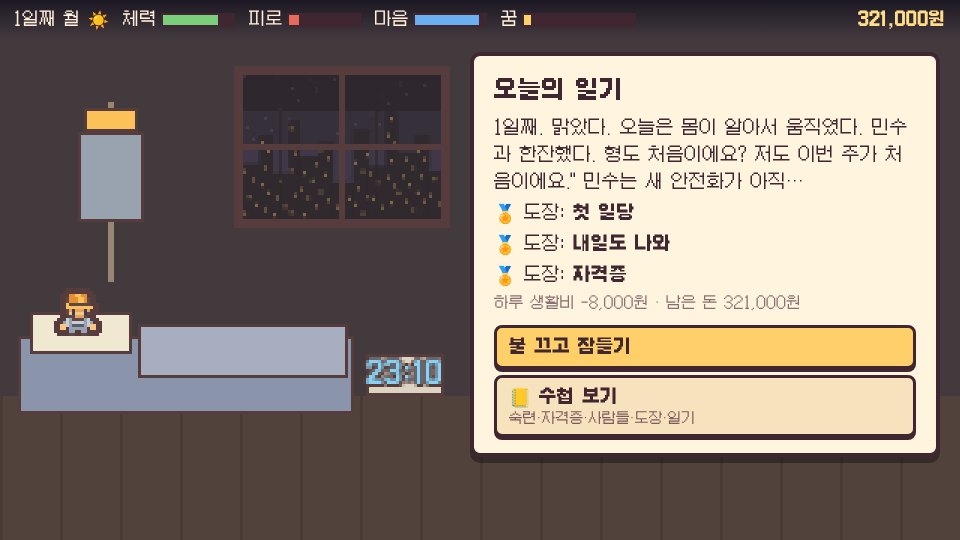 1일째 월 ☀️ 체력 피로 마음 꿈 321,000원
오늘의 일기
1일째. 맑았다. 오늘은 몸이 알아서 움직였다. 민수
과 한잔했다. 형도 처음이에요? 저도 이번 주가 처
음이에요." 민수는 새 안전화가 아직…
🏅 도장: 첫 일당
🏅 도장: 내일도 나와
🏅 도장: 자격증
하루 생활비 -8,000원 · 남은 돈 321,000원
불 끄고 잠들기
📒 수첩 보기
숙련·자격증·사람들·도장·일기
23:10